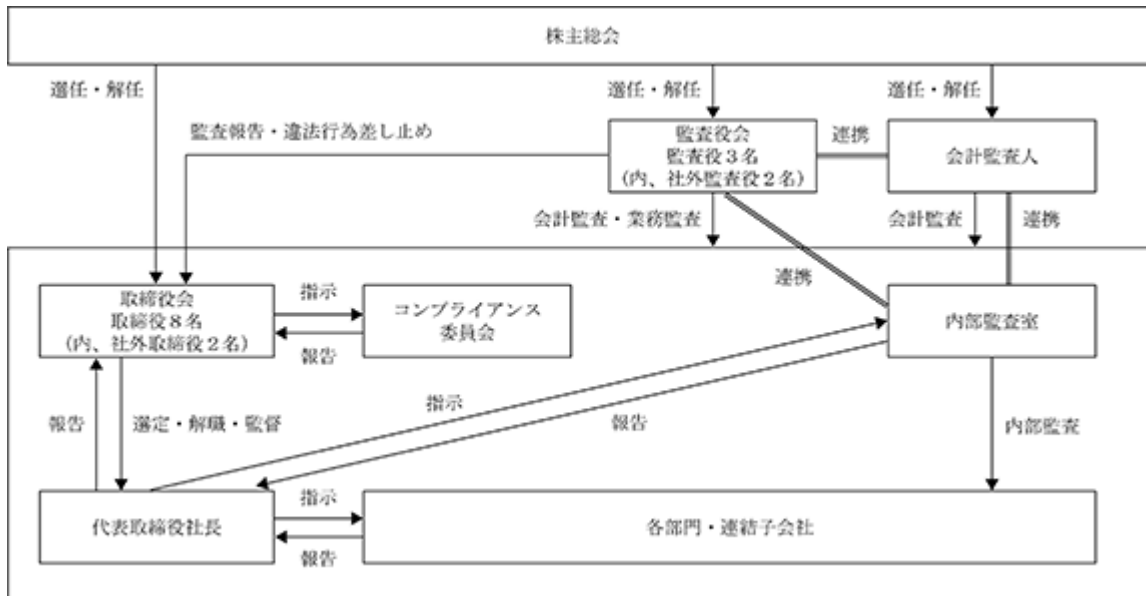 株主総会
選任・解任
選任・解任
選任・解任
監査報告・違法行為差し止め
監査役会
監査役3名
(内、社外監査役2名)
連携
会計監査人
会計監査・業務監査
会計監査
連携
連携
取締役会
取締役8名
(内、社外取締役2名)
指示
報告
コンプライアンス
委員会
内部監査室
報告
選定・解職・監督
指示
報告
内部監査
代表取締役社長
指示
報告
各部門・連結子会社